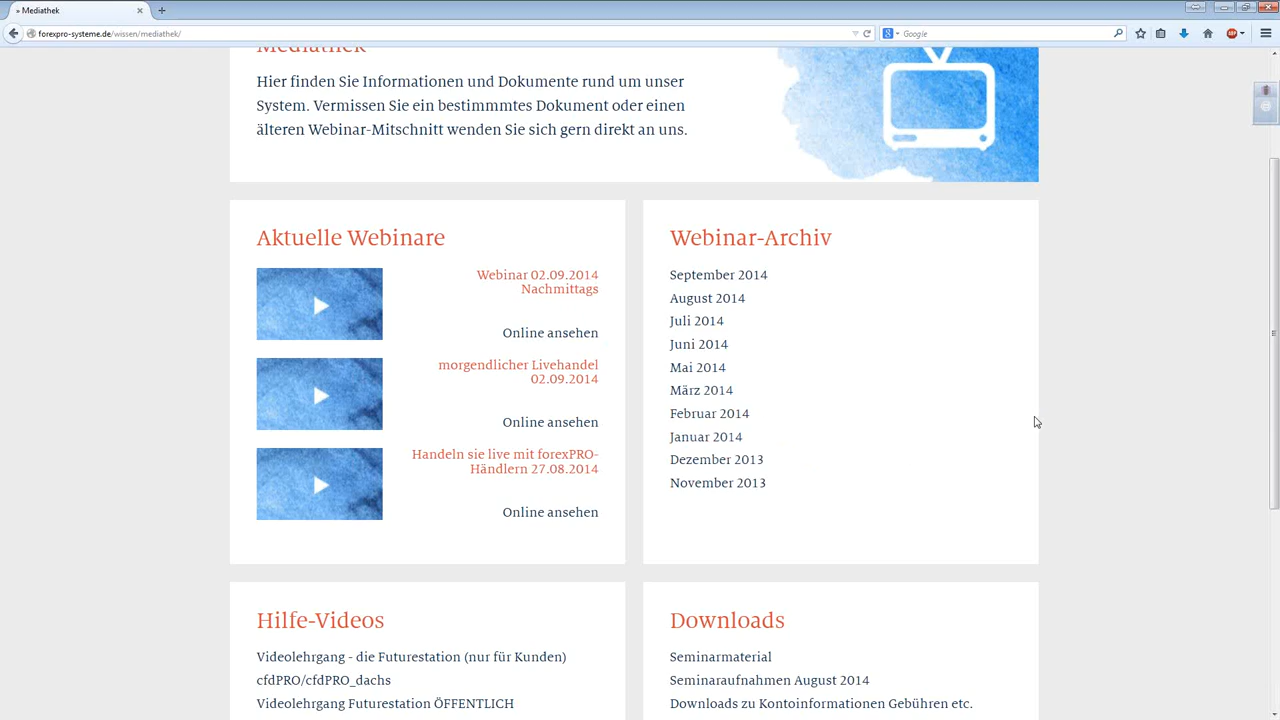 » Mediathek
forexpro-systeme.de/wissen/mediathek/
Google
Mediathek
Hier finden Sie Informationen und Dokumente rund um unser
System. Vermissen Sie ein bestimmmtes Dokument oder einen
älteren Webinar-Mitschnitt wenden Sie sich gern direkt an uns.
Aktuelle Webinare
Webinar 02.09.2014
Nachmittags
Online ansehen
morgendlicher Livehandel
02.09.2014
Online ansehen
Handeln sie live mit forexPRO-
Händlern 27.08.2014
Online ansehen
Webinar-Archiv
September 2014
August 2014
Juli 2014
Juni 2014
Mai 2014
März 2014
Februar 2014
Januar 2014
Dezember 2013
November 2013
Hilfe-Videos
Videolehrgang - die Futurestation (nur für Kunden)
cfdPRO/cfdPRO_dachs
Videolehrgang Futurestation ÖFFENTLICH
Downloads
Seminarmaterial
Seminaraufnahmen August 2014
Downloads zu Kontoinformationen Gebühren etc.